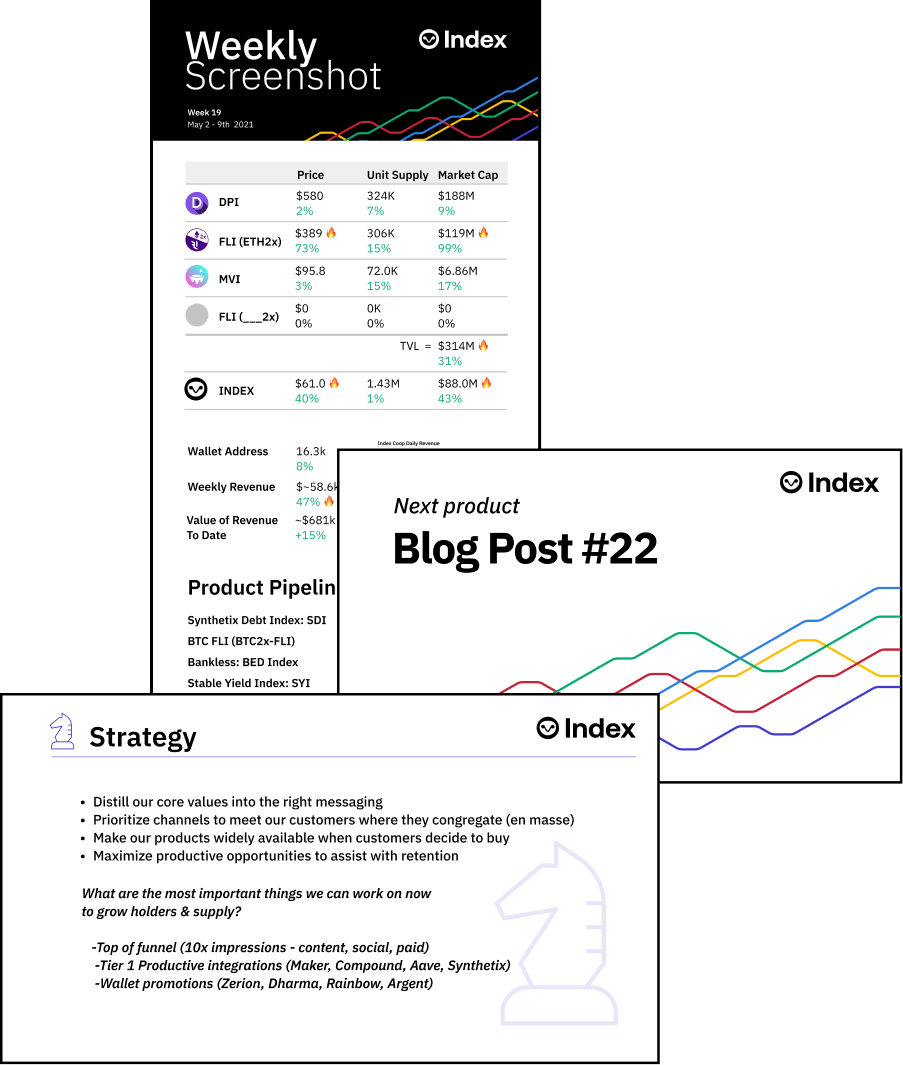 Weekly
Screenshot
Index
Week 19
May 2 - 9th 2021
Price Unit Supply Market Cap
DPI $580 324K $188M
2% 7% 9%
2x
FLI (ETH2x) $389 🔥 306K $119M 🔥
73% 15% 99%
MVI $95.8 72.0K $6.86M
3% 15% 17%
FLI (___2x) $0 0K $0
0% 0% 0%
TVL = $314M 🔥
31%
INDEX $61.0 🔥 1.43M $88.0M 🔥
40% 1% 43%
Index Coop Daily Revenue
Wallet Address 16.3k
8%
Weekly Revenue $~58.6k
47% 🔥
Value of Revenue ~$681k
To Date +15%
Product Pipelin
Synthetix Debt Index: SDI
BTC FLI (BTC2x-FLI)
Bankless: BED Index
Stable Yield Index: SYI
Index
Next product
Blog Post #22
Strategy
Index
• Distill our core values into the right messaging
• Prioritize channels to meet our customers where they congregate (en masse)
• Make our products widely available when customers decide to buy
• Maximize productive opportunities to assist with retention
What are the most important things we can work on now
to grow holders & supply?
-Top of funnel (10x impressions - content, social, paid)
-Tier 1 Productive integrations (Maker, Compound, Aave, Synthetix)
-Wallet promotions (Zerion, Dharma, Rainbow, Argent)